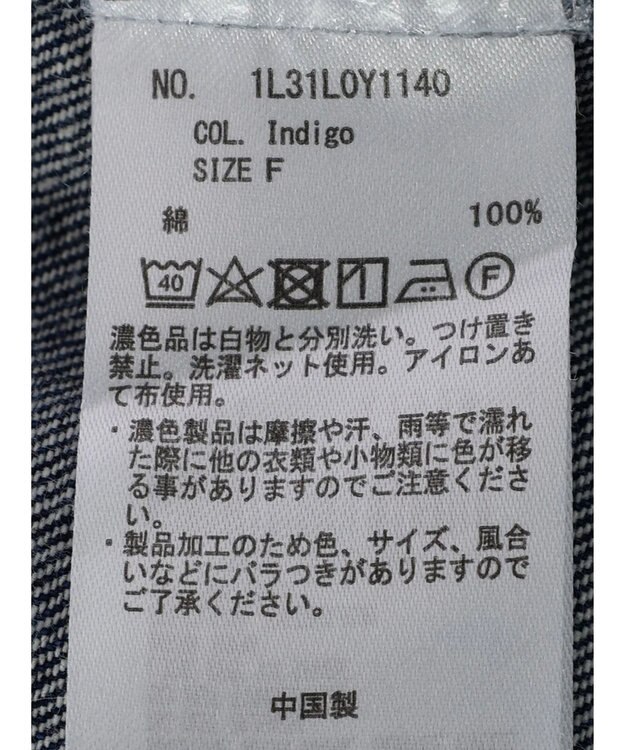 NO. 1L31L0Y1140
COL. Indigo
SIZE F
綿 100%
40 F
濃色品は白物と分別洗い。つけ置き
禁止。洗濯ネット使用。アイロンあ
て布使用。
・濃色製品は摩擦や汗、雨等で濡れ
た際に他の衣類や小物類に色が移
る事がありますのでご注意くださ
い。
・製品加工のため色、サイズ、風合
いなどにバラつきがありますので
ご了承ください。
中国製